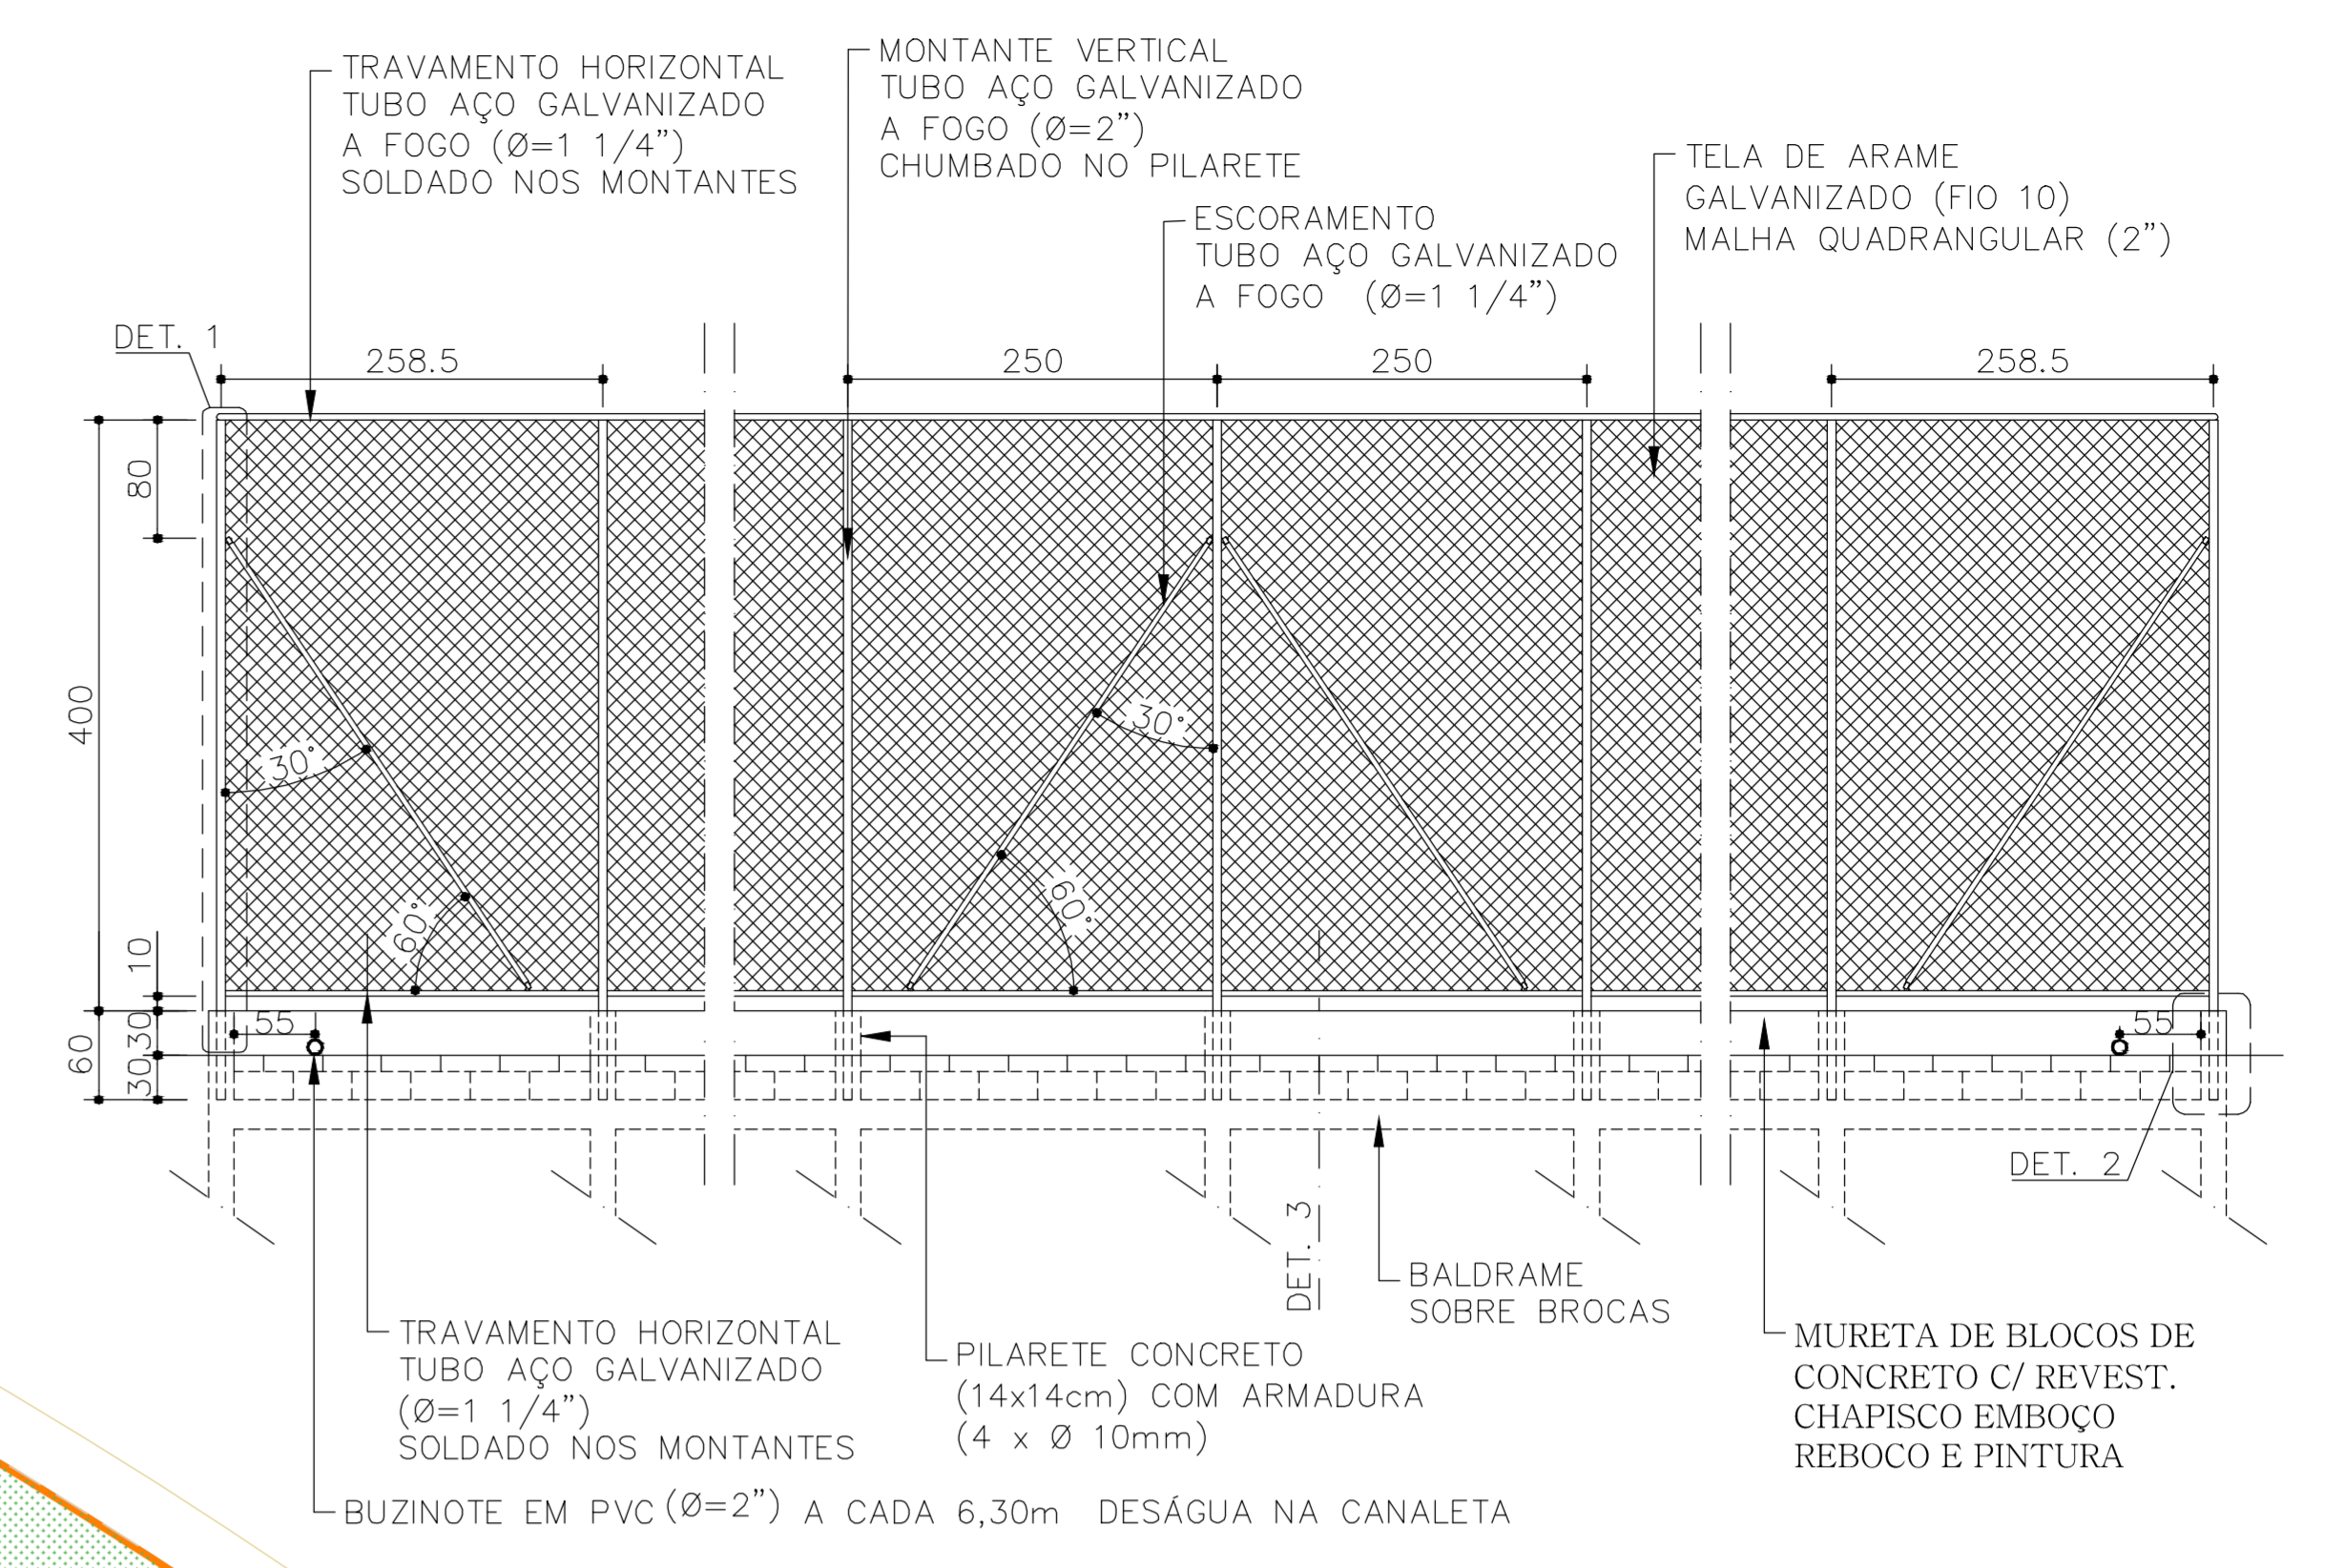 TRAVAMENTO HORIZONTAL
TUBO AÇO GALVANIZADO
A FOGO (Ø=1 1/4")
SOLDADO NOS MONTANTES
MONTANTE VERTICAL
TUBO AÇO GALVANIZADO
A FOGO (Ø=2")
CHUMBADO NO PILARETE
ESCORAMENTO
TUBO AÇO GALVANIZADO
A FOGO (Ø=1 1/4")
TELA DE ARAME
GALVANIZADO (FIO 10)
MALHA QUADRANGULAR (2")
DET. 1
258.5
250
250
258.5
80
400
30°
60°
30°
60°
10
30
30
60
55
55
DET. 2
DET. 3
BALDRAME
SOBRE BROCAS
TRAVAMENTO HORIZONTAL
TUBO AÇO GALVANIZADO
(Ø=1 1/4")
SOLDADO NOS MONTANTES
PILARETE CONCRETO
(14x14cm) COM ARMADURA
(4 x Ø 10mm)
MURETA DE BLOCOS DE
CONCRETO C/ REVEST.
CHAPISCO EMBOÇO
REBOCO E PINTURA
BUZINOTE EM PVC (Ø=2") A CADA 6,30m DESÁGUA NA CANALETA